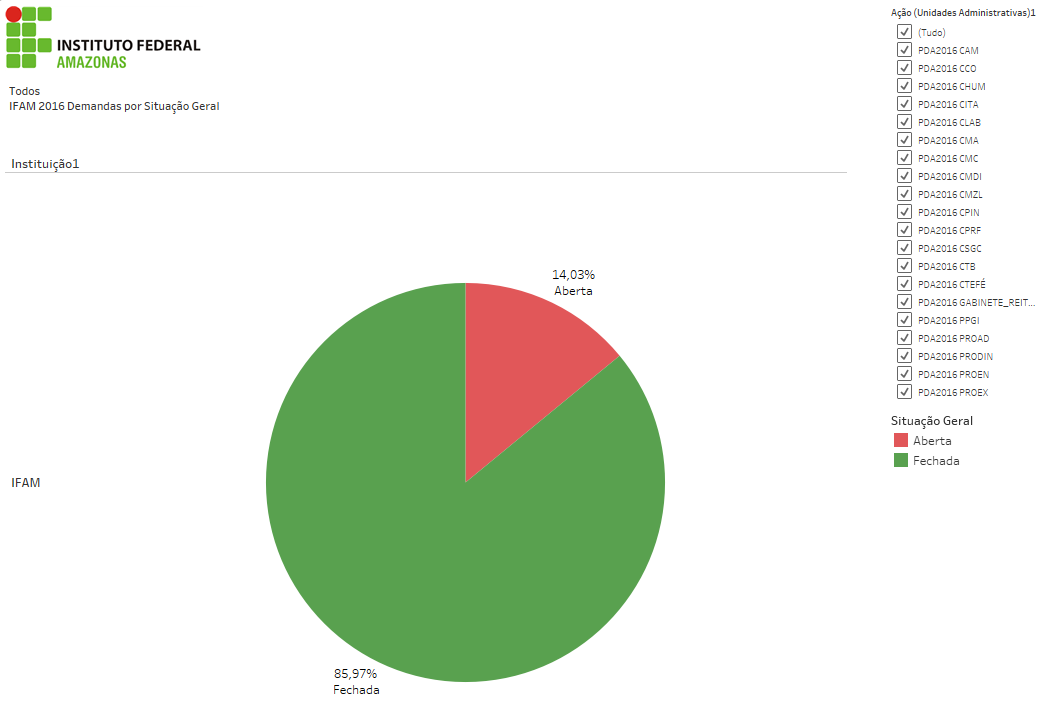 INSTITUTO FEDERAL
AMAZONAS
Todos
IFAM 2016 Demandas por Situação Geral
Instituição1
14,03%
Aberta
IFAM
85,97%
Fechada
Ação (Unidades Administrativas)1
(Tudo)
PDA2016 CAM
PDA2016 CCO
PDA2016 CHUM
PDA2016 CITA
PDA2016 CLAB
PDA2016 CMA
PDA2016 CMC
PDA2016 CMDI
PDA2016 CMZL
PDA2016 CPIN
PDA2016 CPRF
PDA2016 CSGC
PDA2016 CTB
PDA2016 CTEFÉ
PDA2016 GABINETE_REIT...
PDA2016 PPGI
PDA2016 PROAD
PDA2016 PRODIN
PDA2016 PROEN
PDA2016 PROEX
Situação Geral
Aberta
Fechada